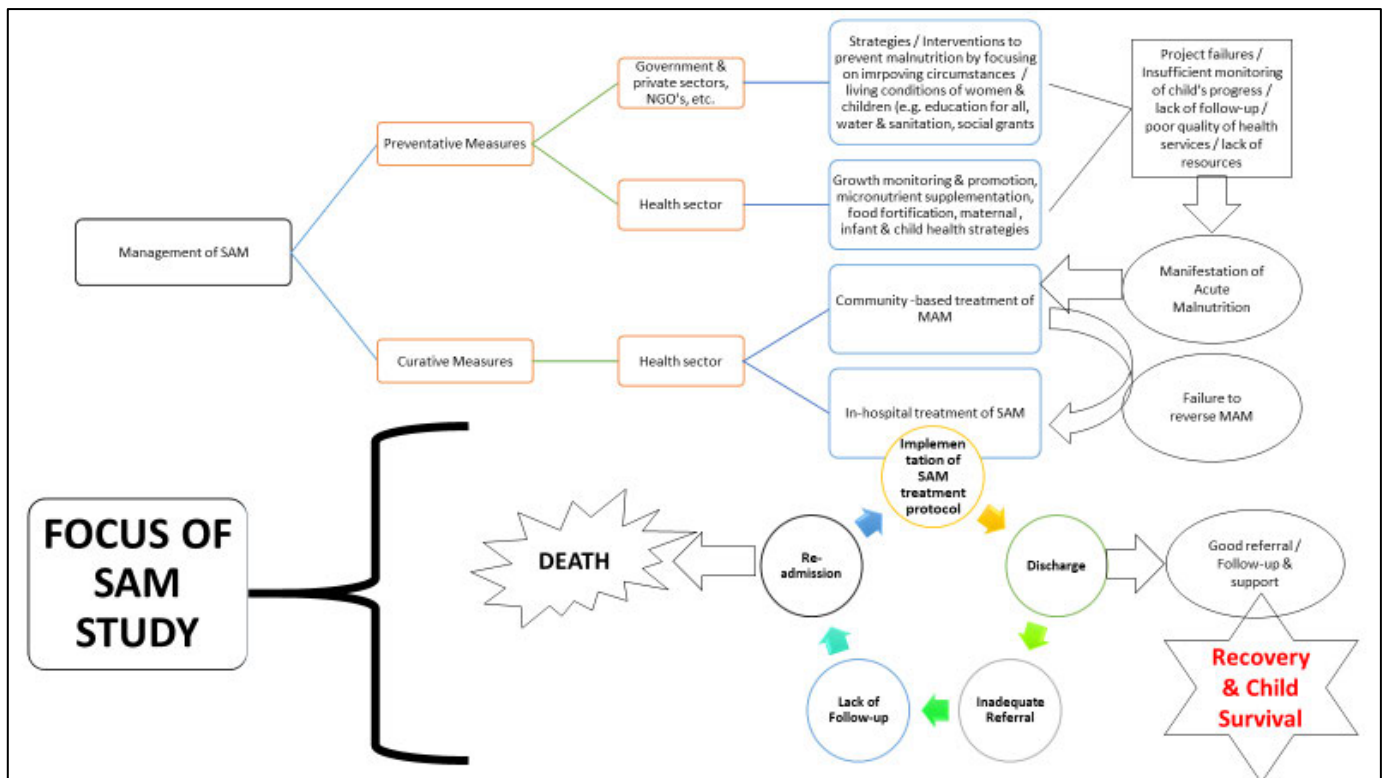 Management of SAM
Preventative Measures
Government &
private sectors,
NGO's, etc.
Strategies / Interventions to
prevent malnutrition by focusing
on imrpoving circumstances /
living conditions of women &
children (e.g. education for all,
water & sanitation, social grants
Project failures /
Insufficient monitoring
of child's progress /
lack of follow-up /
poor quality of health
services / lack of
resources
Health sector
Growth monitoring & promotion,
micronutrient supplementation,
food fortification, maternal ,
infant & child health strategies
Manifestation of
Acute
Malnutrition
Curative Measures
Health sector
Community -based treatment of
MAM
In-hospital treatment of SAM
Failure to
reverse MAM
FOCUS OF
SAM
STUDY
Implemen
tation of
SAM
treatment
protocol
Discharge
Inadequate
Referral
Lack of
Follow-up
Re-
admission
DEATH
Good referral /
Follow-up &
support
Recovery
& Child
Survival